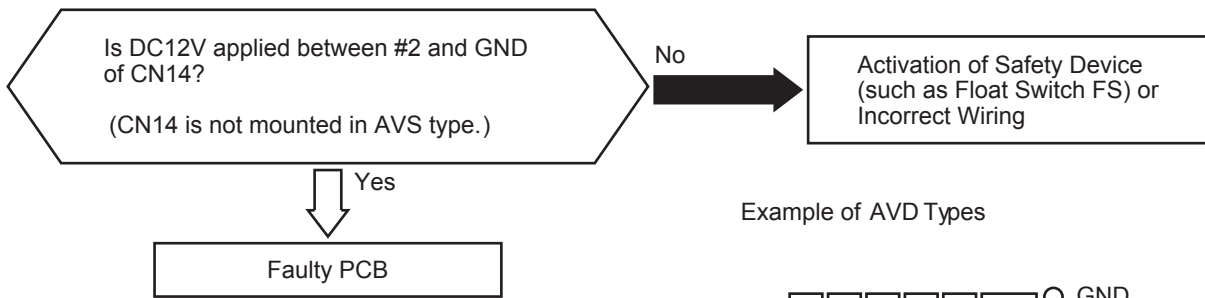 Is DC12V applied between #2 and GND
of CN14?
(CN14 is not mounted in AVS type.)
No
Activation of Safety Device
(such as Float Switch FS) or
Incorrect Wiring
Yes
Example of AVD Types
Faulty PCB
GND